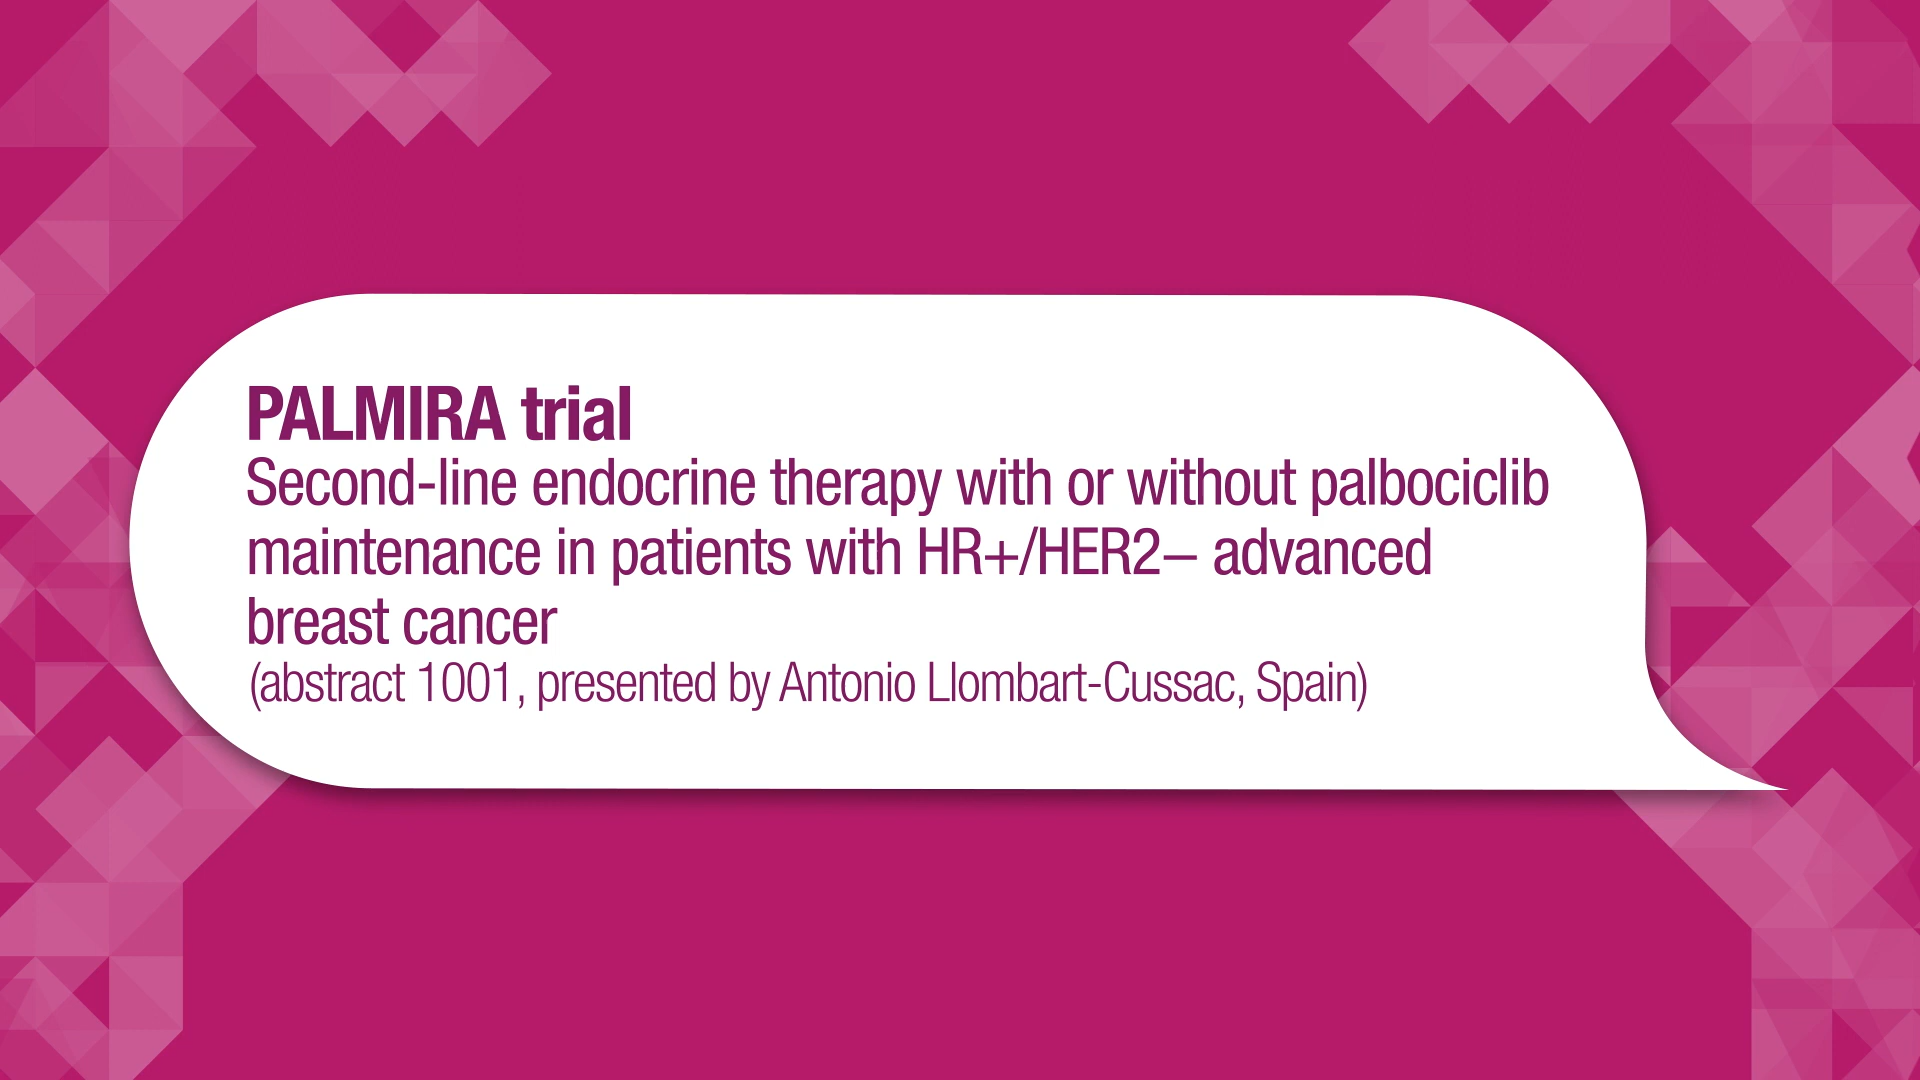 PALMIRA trial
Second-line endocrine therapy with or without palbociclib
maintenance in patients with HR+/HER2– advanced
breast cancer
(abstract 1001, presented by Antonio Llombart-Cussac, Spain)